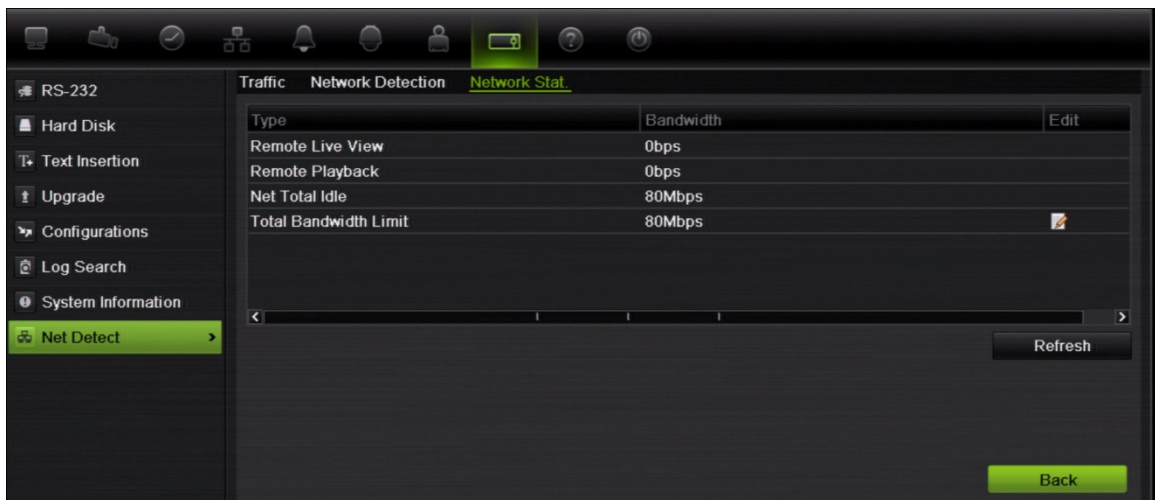 Traffic Network Detection Network Stat.
RS-232
Hard Disk
Text Insertion
Upgrade
Configurations
Log Search
System Information
Net Detect
Type Bandwidth Edit
Remote Live View 0bps
Remote Playback 0bps
Net Total Idle 80Mbps
Total Bandwidth Limit 80Mbps
Refresh
Back